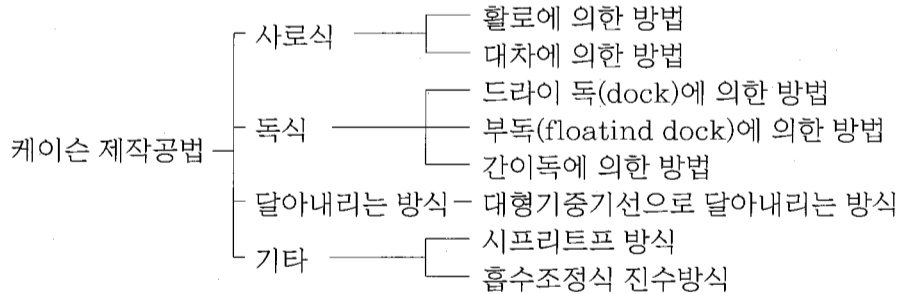 케이슨 제작공법
사로식
활로에 의한 방법
대차에 의한 방법
독식
드라이 독(dock)에 의한 방법
부독(floatind dock)에 의한 방법
간이독에 의한 방법
달아내리는 방식
대형기중기선으로 달아내리는 방식
기타
시프리트프 방식
흡수조정식 진수방식